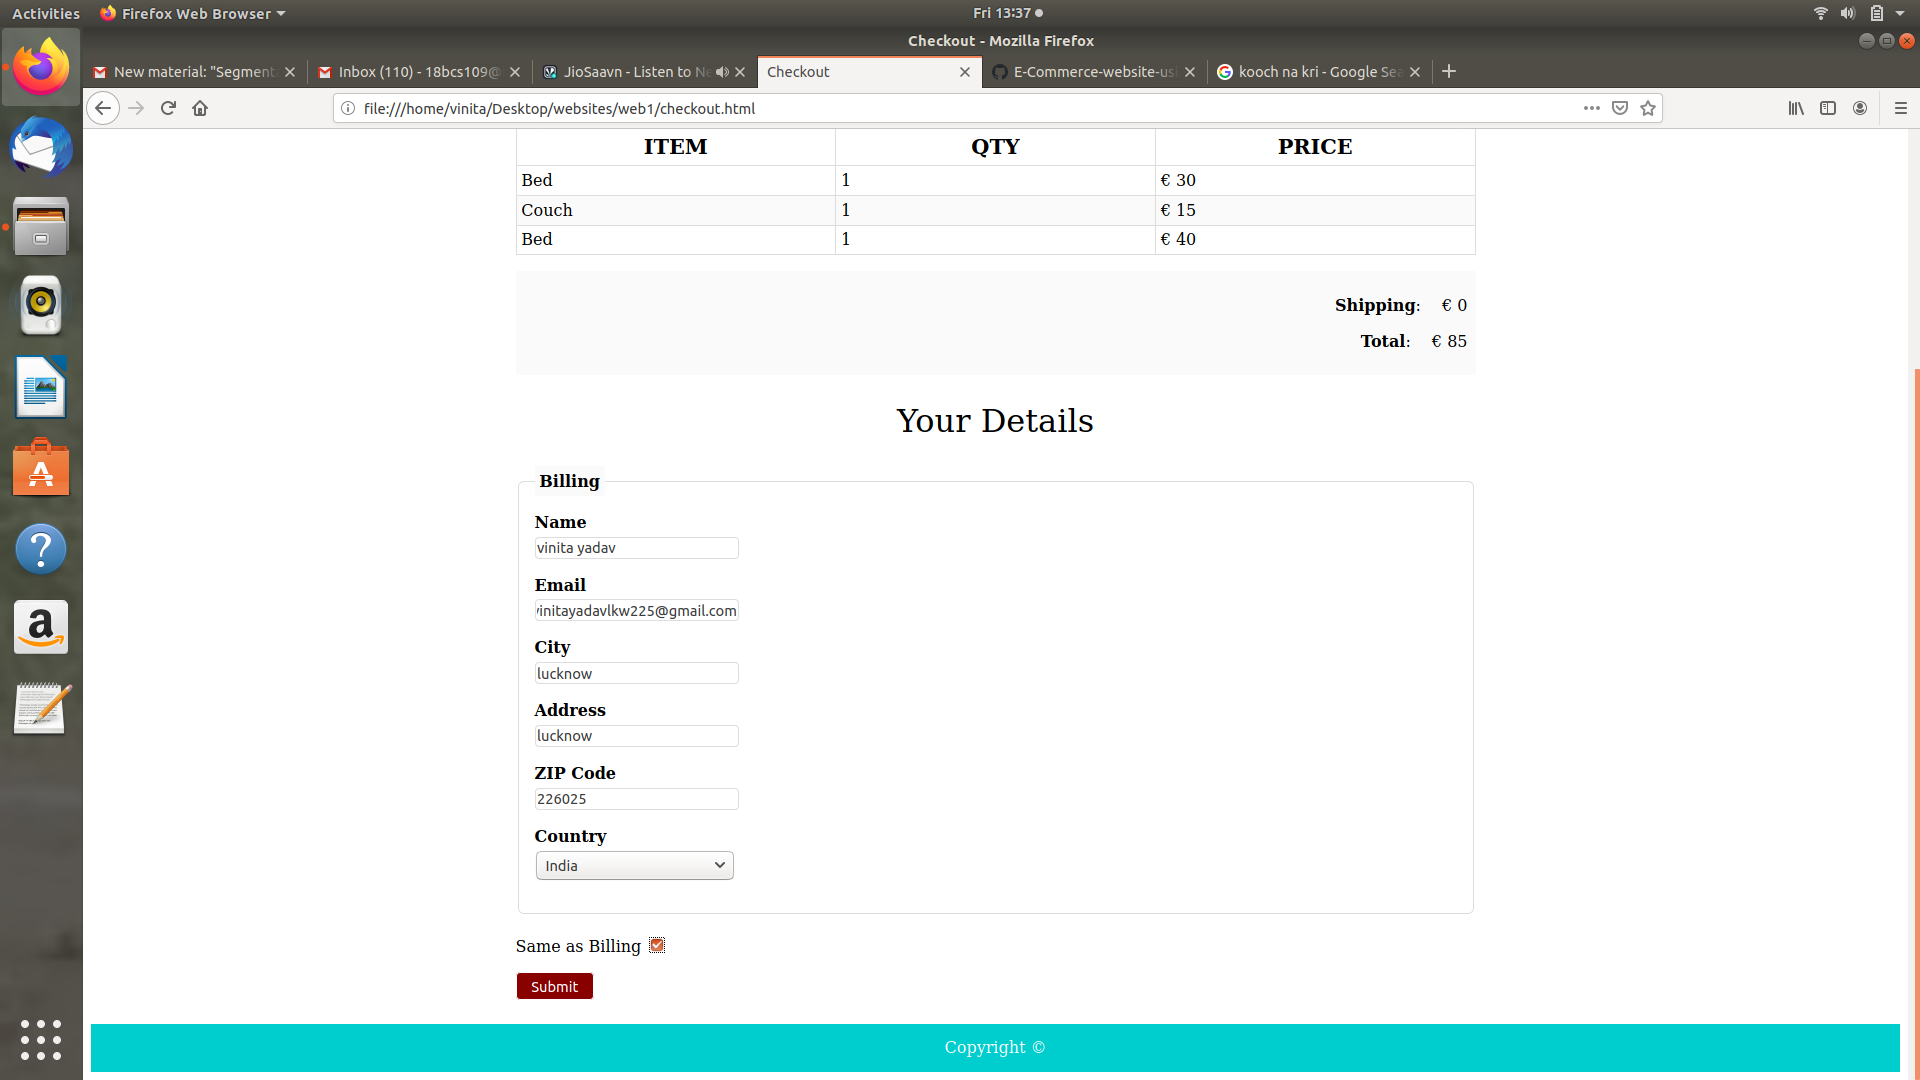 Activities Firefox Web Browser Fri 13:37
Checkout - Mozilla Firefox
New material: "Segment Inbox (110) - 18bcs109@ JioSaavn - Listen to Ne Checkout E-Commerce-website-usi kooch na kri - Google Sea
file:///home/vinita/Desktop/websites/web1/checkout.html
ITEM QTY PRICE
Bed 1 € 30
Couch 1 € 15
Bed 1 € 40
Shipping: € 0
Total: € 85
Your Details
Billing
Name
vinita yadav
Email
vinitayadavlkw225@gmail.com
City
lucknow
Address
lucknow
ZIP Code
226025
Country
India
Same as Billing
Submit
Copyright ©